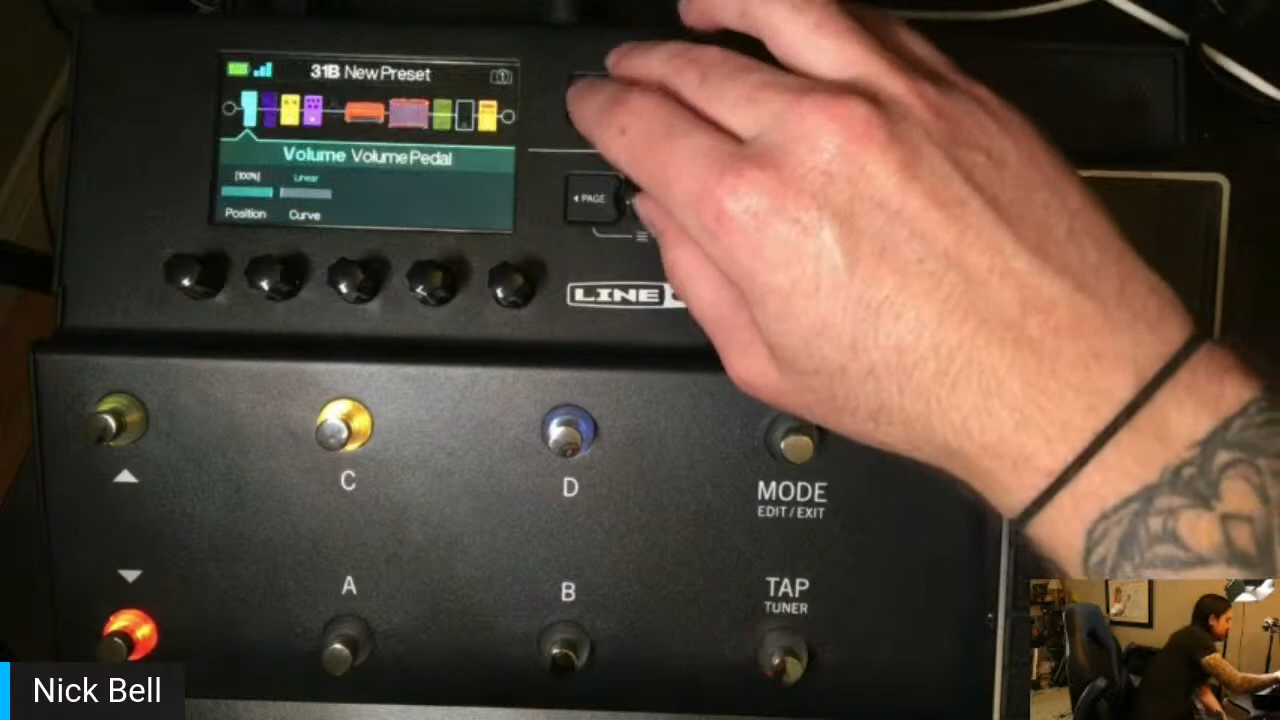 31B New Preset
Volume Volume Pedal
[100%] Linear
Position Curve
PAGE
LINE
C
D
MODE
EDIT / EXIT
A
B
TAP
TUNER
Nick Bell